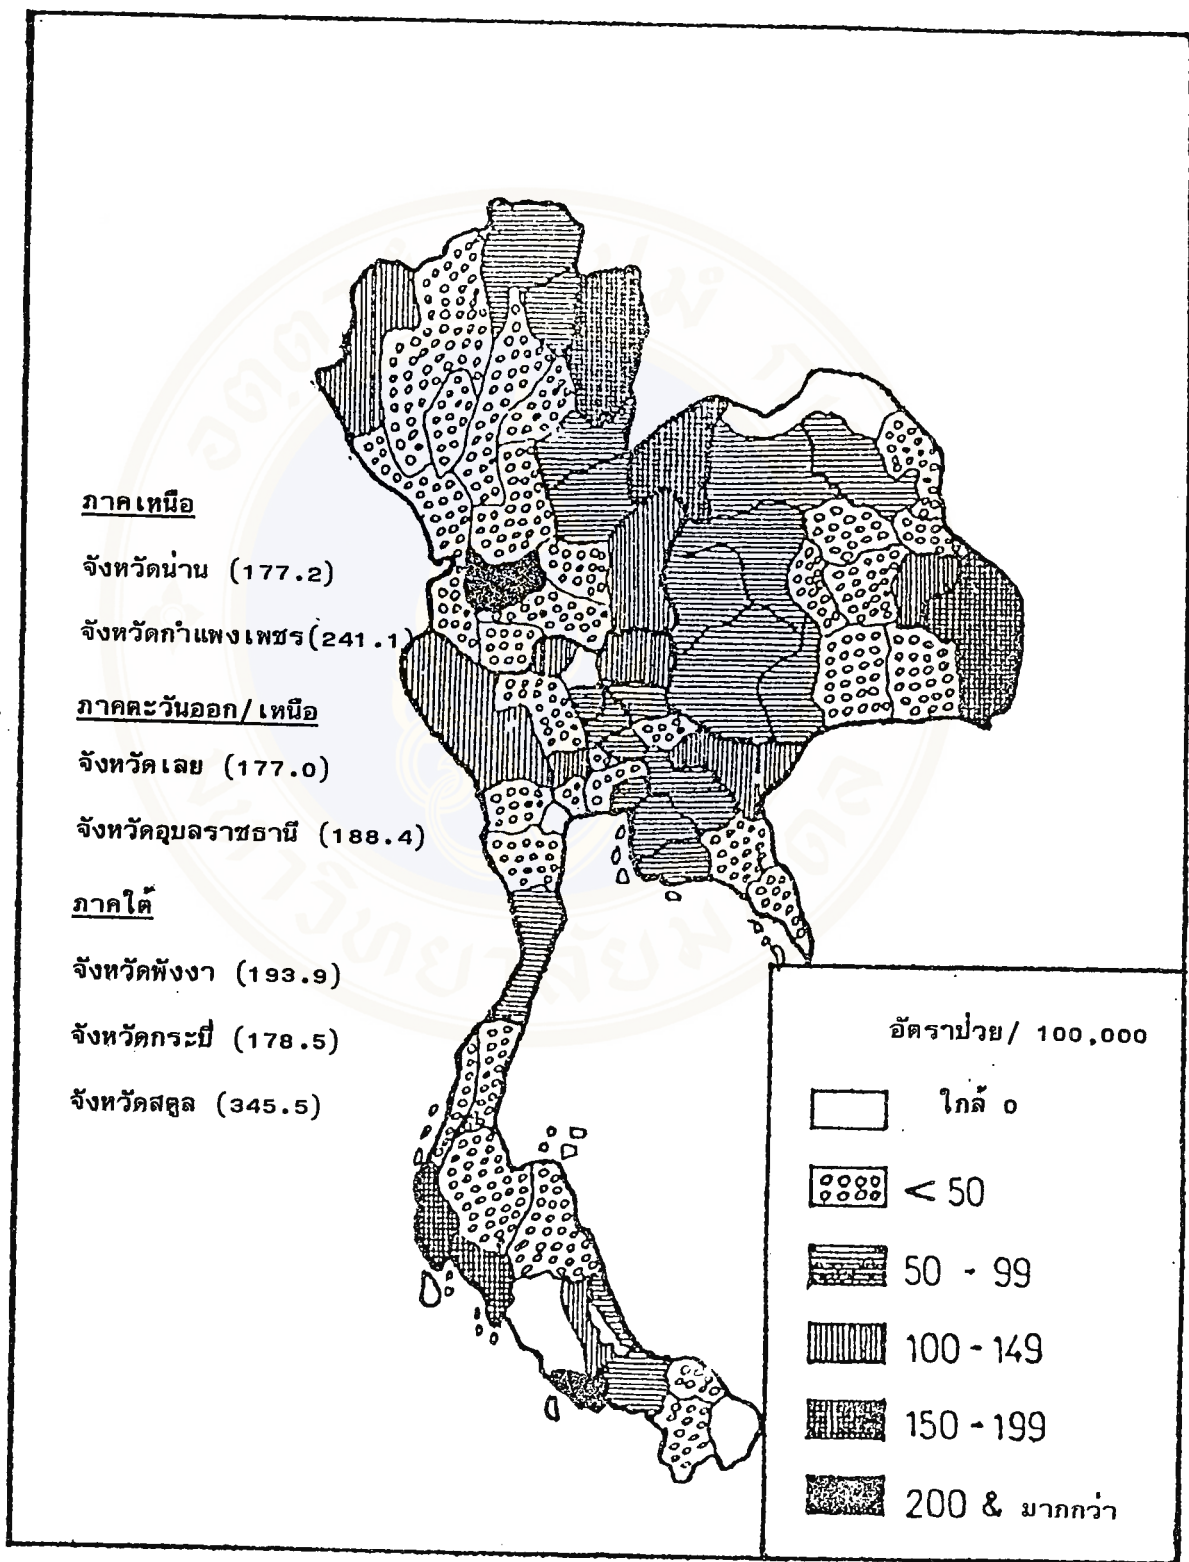 ภาคเหนือ
จังหวัดน่าน (177.2)
จังหวัดกำแพงเพชร(241.1)
ภาคตะวันออก/เหนือ
จังหวัดเลย (177.0)
จังหวัดอุบลราชธานี (188.4)
ภาคใต้
จังหวัดพังงา (193.9)
จังหวัดกระบี่ (178.5)
จังหวัดสตูล (345.5)
อัตราป่วย/ 100,000
ใกล้ 0
< 50
50 - 99
100 - 149
150 - 199
200 & มากกว่า